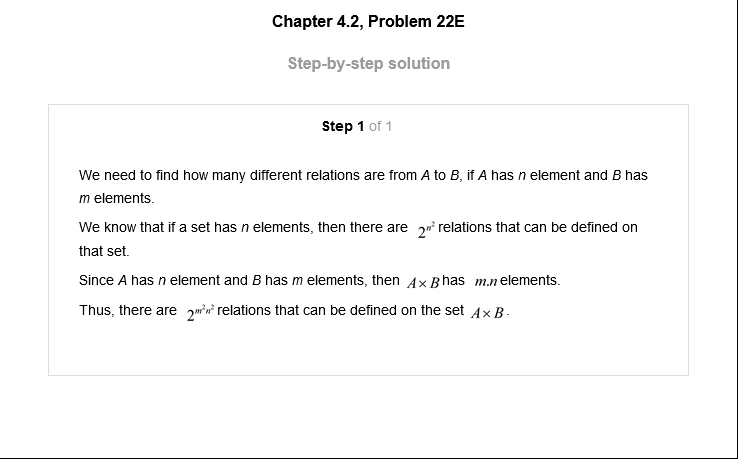 Chapter 4.2, Problem 22E
Step-by-step solution
Step 1 of 1
We need to find how many different relations are from A to B, if A has n element and B has
m elements.
We know that if a set has n elements, then there are 2^{n^2} relations that can be defined on
that set.
Since A has n element and B has m elements, then A×B has m.n elements.
Thus, there are 2^{m^2n^2} relations that can be defined on the set A×B.